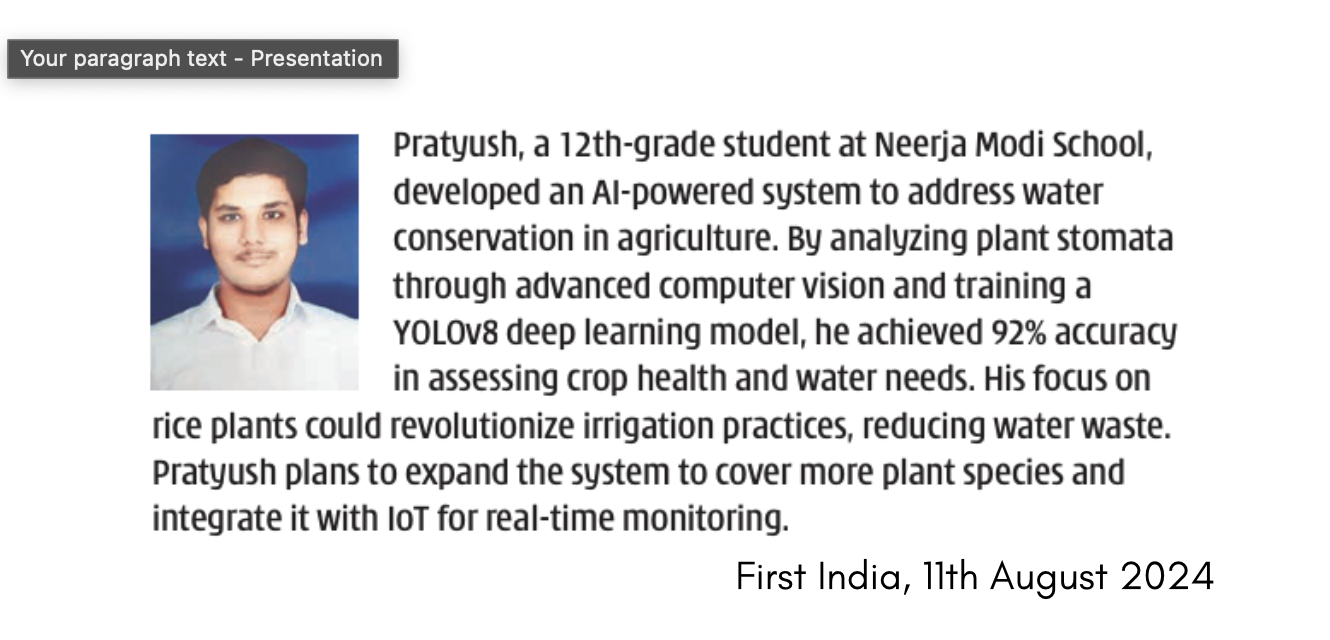 Your paragraph text - Presentation
Pratyush, a 12th-grade student at Neerja Modi School,
developed an AI-powered system to address water
conservation in agriculture. By analyzing plant stomata
through advanced computer vision and training a
YOLOv8 deep learning model, he achieved 92% accuracy
in assessing crop health and water needs. His focus on
rice plants could revolutionize irrigation practices, reducing water waste.
Pratyush plans to expand the system to cover more plant species and
integrate it with IoT for real-time monitoring.
First India, 11th August 2024